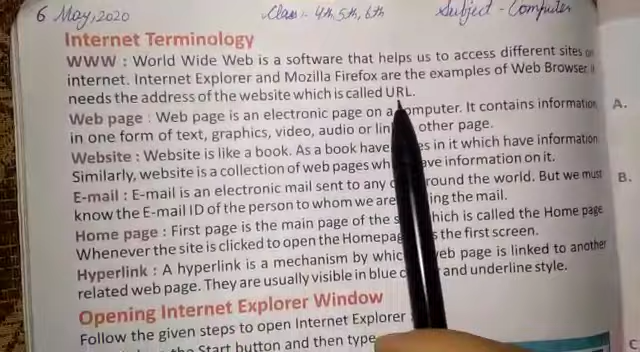 6 May, 2020 Class :- 4th, 5th, 6th Subject - Computer
Internet Terminology
WWW : World Wide Web is a software that helps us to access different sites on
internet. Internet Explorer and Mozilla Firefox are the examples of Web Browser.
needs the address of the website which is called URL.
Web page : Web page is an electronic page on a computer. It contains information
in one form of text, graphics, video, audio or other page.
Website : Website is like a book. As a book have in it which have information
Similarly, website is a collection of web pages information on it.
E-mail : E-mail is an electronic mail sent to any around the world. But we must
know the E-mail ID of the person to whom we are the mail.
Home page : First page is the main page of the which is called the Home page
Whenever the site is clicked to open the the first screen.
Hyperlink : A hyperlink is a mechanism by web page is linked to another
related web page. They are usually visible in blue and underline style.
Opening Internet Explorer Window
Follow the given steps to open Internet Explorer
the Start button and then type
A.
B.
C